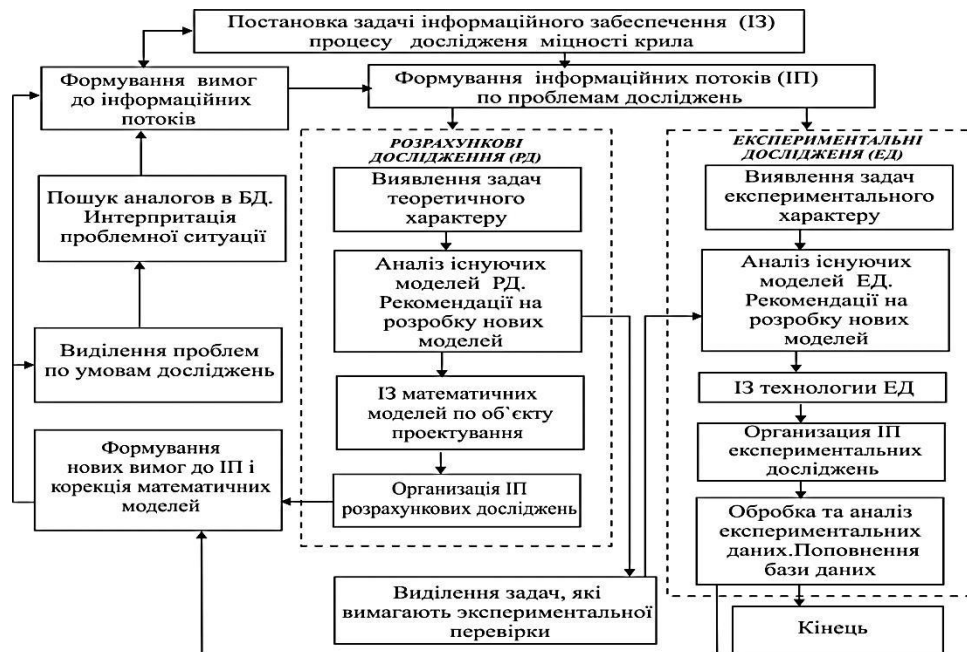 Постановка задачі інформаційного забеспечення (ІЗ)
процесу дослідженя міцності крила
Формування вимог
до інформаційних
потоків
Формування інформаційних потоків (ІП)
по проблемам досліджень
Пошук аналогов в БД.
Интерпритація
проблемної ситуації
Виділення проблем
по умовам досліджень
Формування
нових вимог до ІП і
корекція математичних
моделей
РОЗРАХУНКОВІ
ДОСЛІДЖЕННЯ (РД)
Виявлення задач
теоретичного
характеру
Аналіз існуючих
моделей РД.
Рекомендації на
розробку нових
моделей
ІЗ математичних
моделей по об`єкту
проектування
Организація ІП
розрахункових досліджень
Виділення задач, які
вимагають экспериментальної
перевірки
ЕКСПЕРИМЕНТАЛЬНІ
ДОСЛІДЖЕНЯ (ЕД)
Виявлення задач
експериментального
характеру
Аналіз існуючих
моделей ЕД.
Рекомендації на
розробку нових
моделей
ІЗ технологии ЕД
Организация ІП
експериментальних
досліджень
Обробка та аналіз
експериментальних
даних.Поповнення
бази даних
Кінець